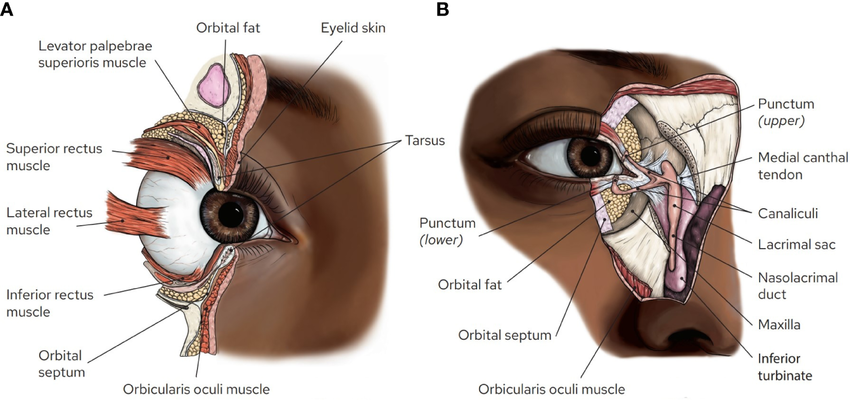 A
Orbital fat
Eyelid skin
Levator palpebrae
superioris muscle
Superior rectus
muscle
Tarsus
Lateral rectus
muscle
Inferior rectus
muscle
Orbital
septum
Orbicularis oculi muscle
B
Punctum
(upper)
Medial canthal
tendon
Canaliculi
Punctum
(lower)
Lacrimal sac
Orbital fat
Nasolacrimal
duct
Orbital septum
Maxilla
Inferior
turbinate
Orbicularis oculi muscle